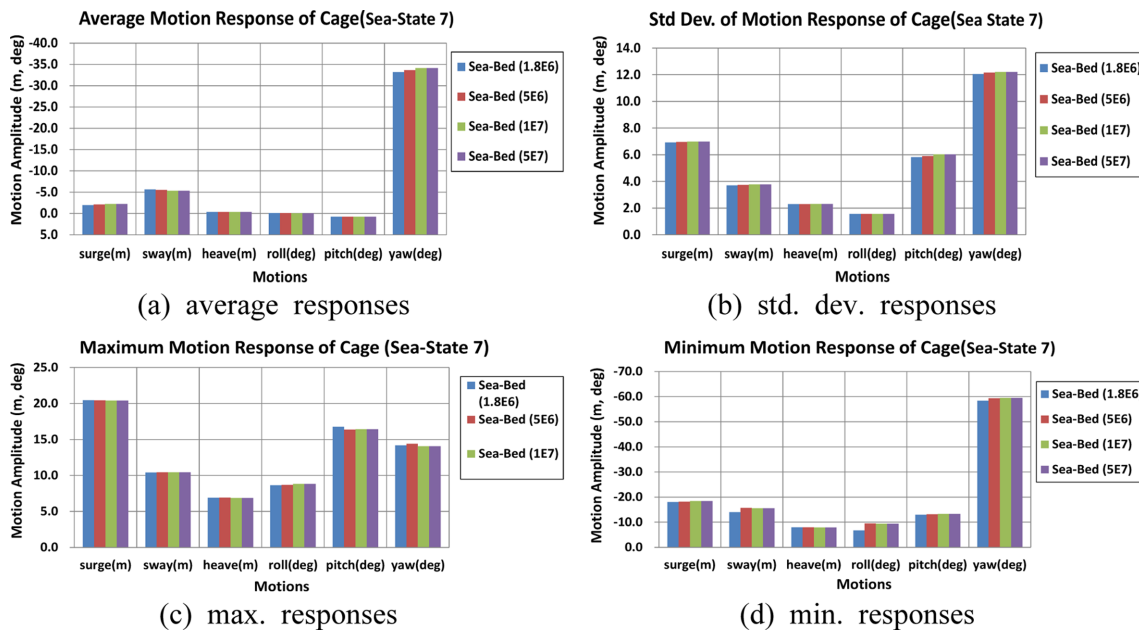 Average Motion Response of Cage(Sea-State 7)
Motion Amplitude (m, deg)
-40.0
-35.0
-30.0
-25.0
-20.0
-15.0
-10.0
-5.0
0.0
5.0
surge(m) sway(m) heave(m) roll(deg) pitch(deg) yaw(deg)
Motions
Sea-Bed (1.8E6)
Sea-Bed (5E6)
Sea-Bed (1E7)
Sea-Bed (5E7)
(a) average responses
Std Dev. of Motion Response of Cage(Sea State 7)
Motion Amplitude (m, deg)
14.0
12.0
10.0
8.0
6.0
4.0
2.0
0.0
surge(m) sway(m) heave(m) roll(deg) pitch(deg) yaw(deg)
Motions
Sea-Bed (1.8E6)
Sea-Bed (5E6)
Sea-Bed (1E7)
Sea-Bed (5E7)
(b) std. dev. responses
Maximum Motion Response of Cage (Sea-State 7)
Motion Amplitude (m, deg)
25.0
20.0
15.0
10.0
5.0
0.0
surge(m) sway(m) heave(m) roll(deg) pitch(deg) yaw(deg)
Motions
Sea-Bed
(1.8E6)
Sea-Bed (5E6)
Sea-Bed (1E7)
(c) max. responses
Minimum Motion Response of Cage(Sea-State 7)
Motion Amplitude (m, deg)
-70.0
-60.0
-50.0
-40.0
-30.0
-20.0
-10.0
0.0
surge(m) sway(m) heave(m) roll(deg) pitch(deg) yaw(deg)
Motions
Sea-Bed (1.8E6
Sea-Bed (5E6)
Sea-Bed (1E7)
Sea-Bed (5E7)
(d) min. responses